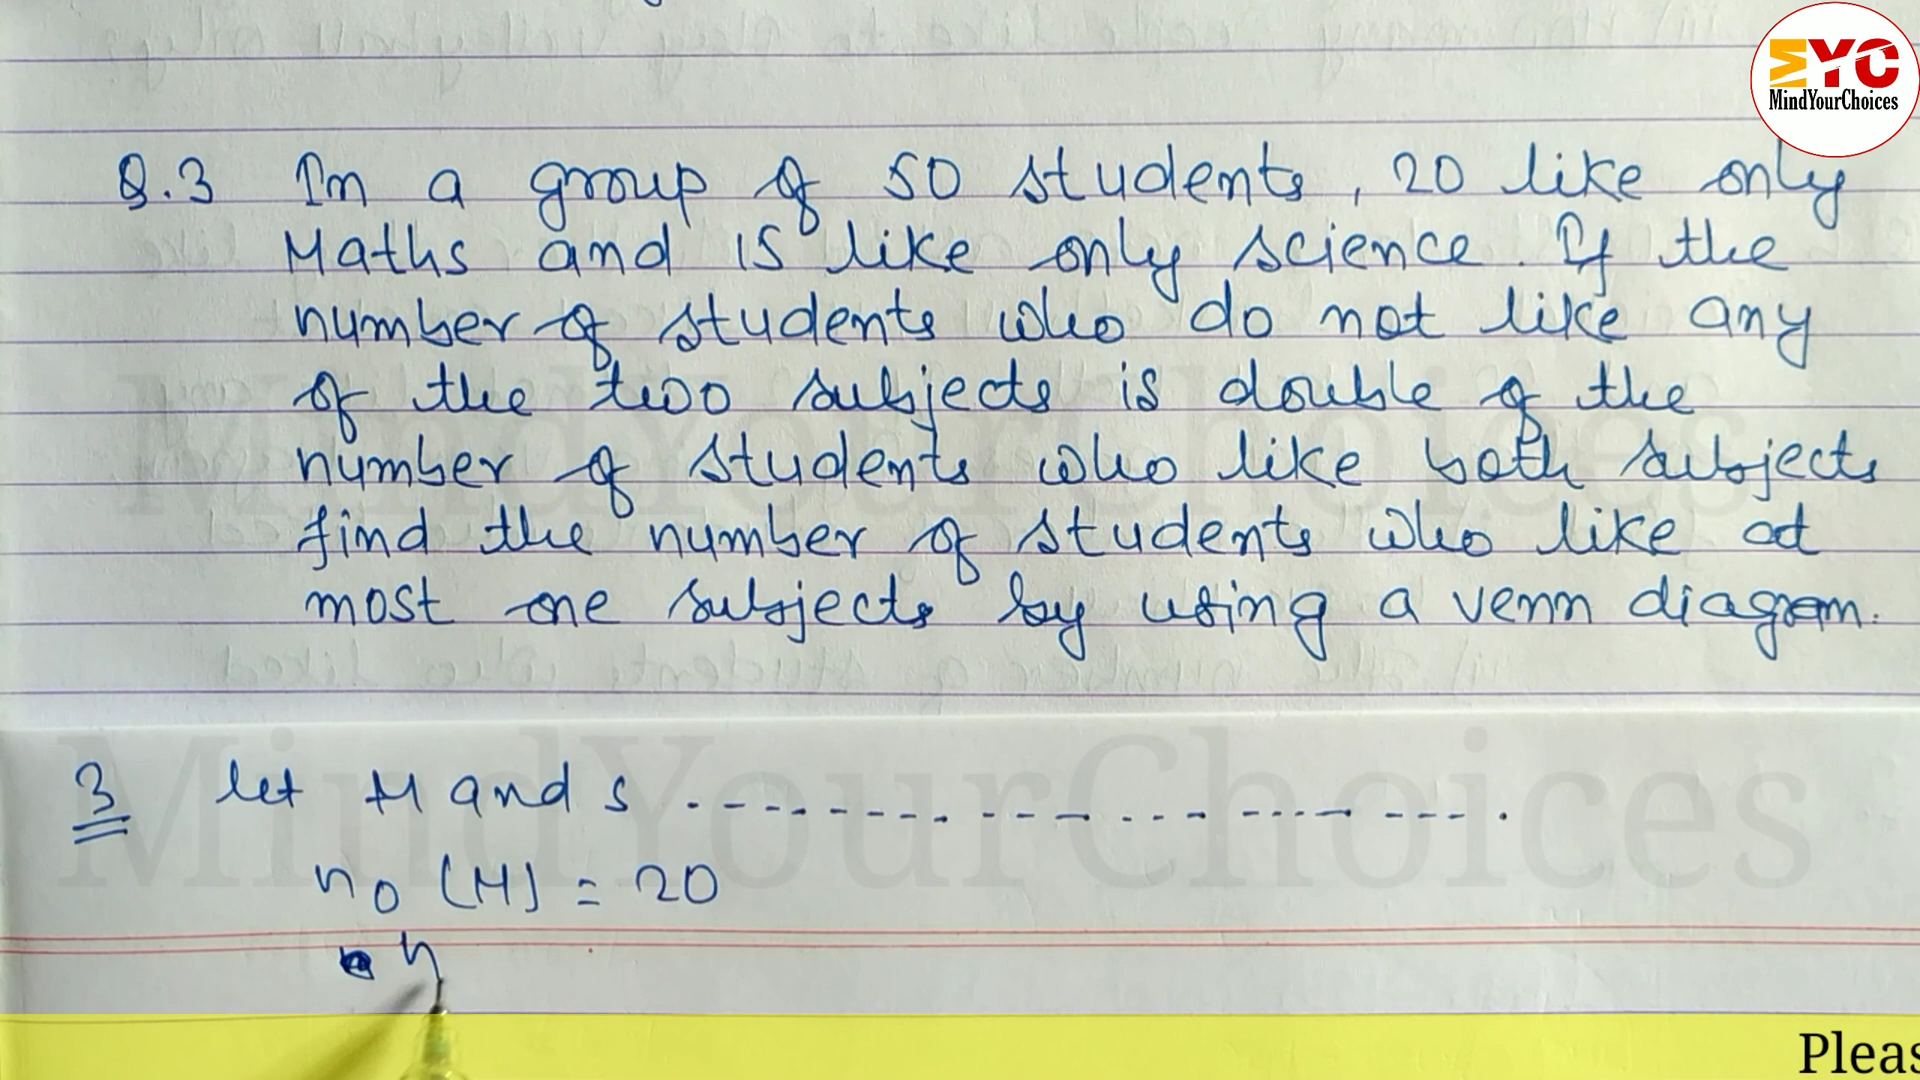 MYC
MindYourChoices
Q.3 In a group of 50 students, 20 like only
Maths and 15 like only science. If the
number of students who do not like any
of the two subjects is double of the
number of students who like both subjects
find the number of students who like at
most one subjects by using a venn diagram.
MindYourChoices
MindYourChoices
3 let M and S
n0 (M) = 20
n
Pleas